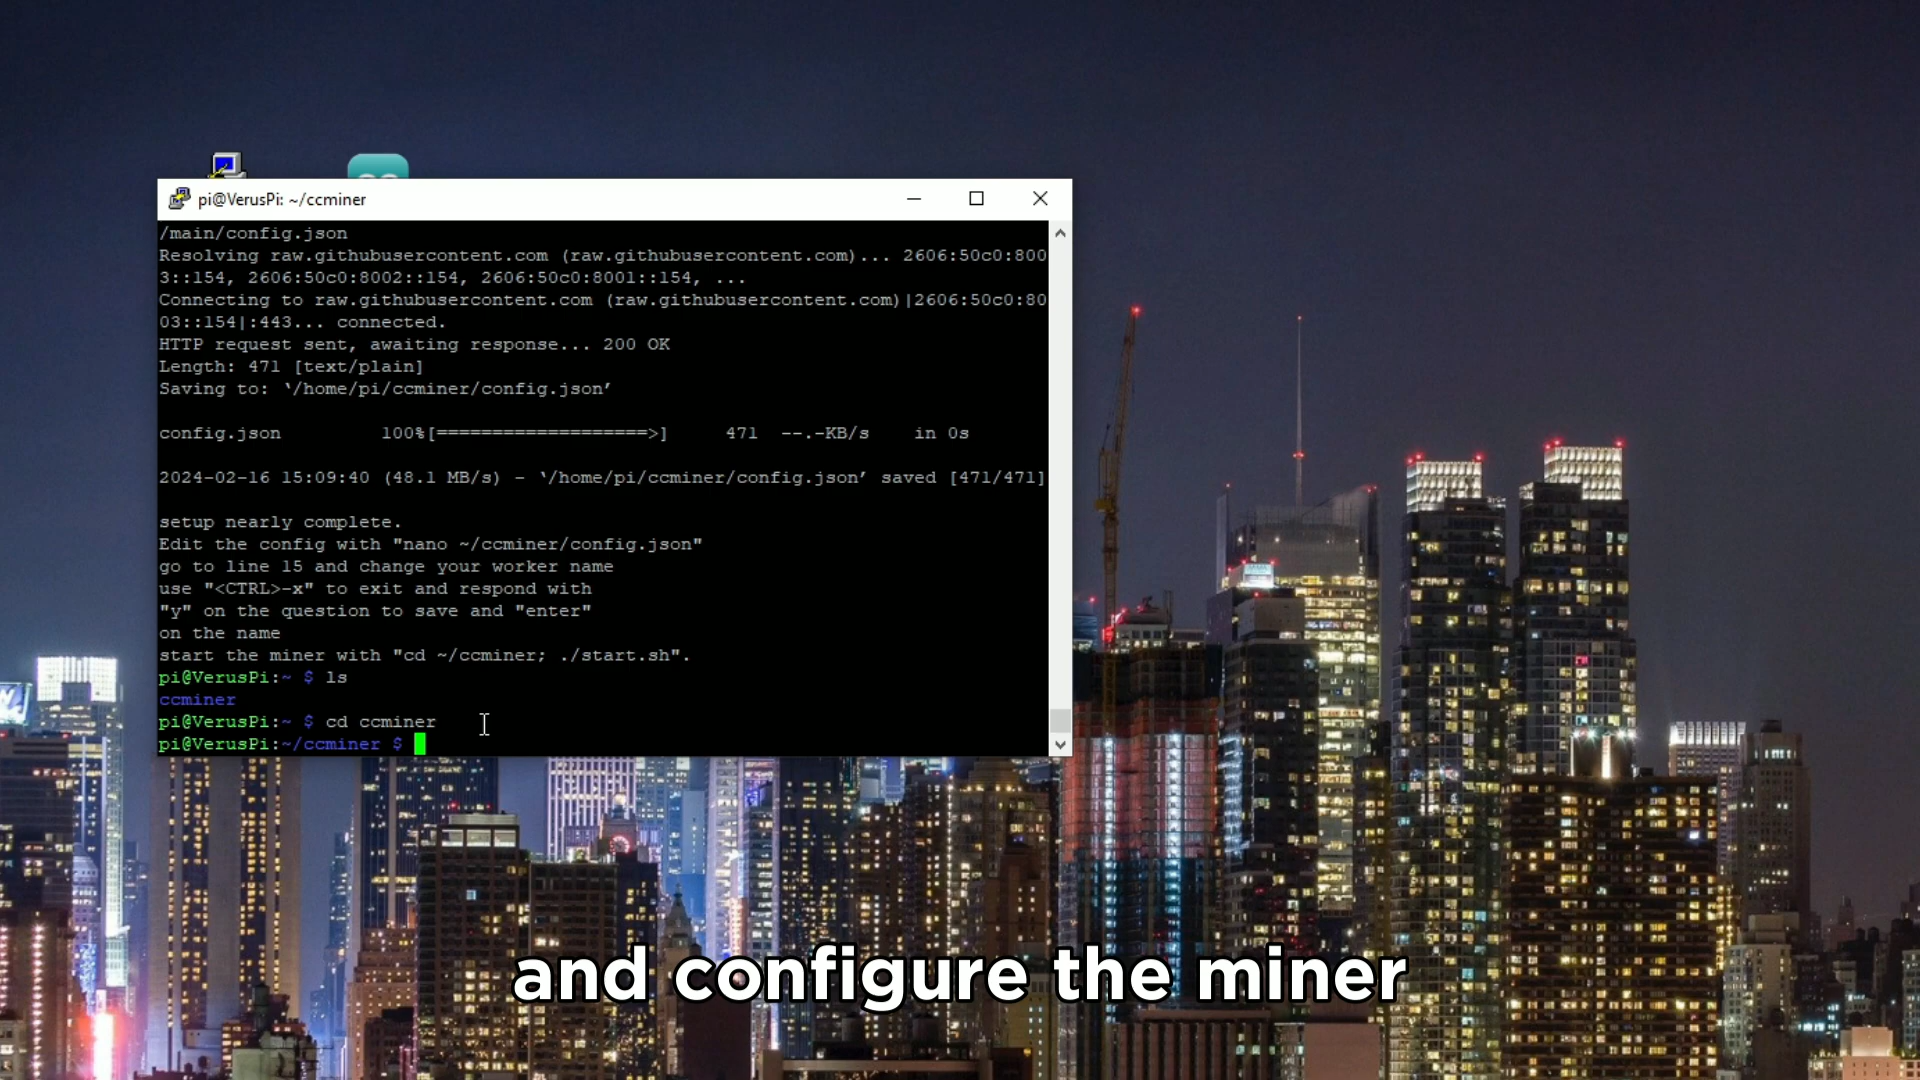 pi@VerusPi: ~/ccminer
/main/config.json
Resolving raw.githubusercontent.com (raw.githubusercontent.com)... 2606:50c0:800
3::154, 2606:50c0:8002::154, 2606:50c0:8001::154, ...
Connecting to raw.githubusercontent.com (raw.githubusercontent.com)|2606:50c0:80
03::154|:443... connected.
HTTP request sent, awaiting response... 200 OK
Length: 471 [text/plain]
Saving to: ‘/home/pi/ccminer/config.json’
config.json 100%[===================>] 471 --.-KB/s in 0s
2024-02-16 15:09:40 (48.1 MB/s) - ‘/home/pi/ccminer/config.json’ saved [471/471]
setup nearly complete.
Edit the config with "nano ~/ccminer/config.json"
go to line 15 and change your worker name
use "<CTRL>-x" to exit and respond with
"y" on the question to save and "enter"
on the name
start the miner with "cd ~/ccminer; ./start.sh".
pi@VerusPi:~ $ ls
ccminer
pi@VerusPi:~ $ cd ccminer
pi@VerusPi:~/ccminer $
and configure the miner